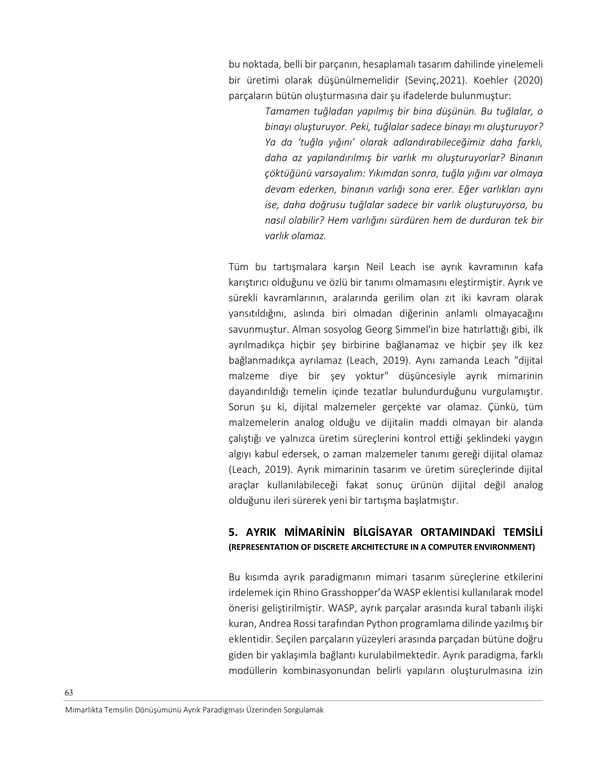 bu noktada, belli bir parçanın, hesaplamalı tasarım dahilinde yinelemeli
bir üretimi olarak düşünülmemelidir (Sevinç,2021). Koehler (2020)
parçaların bütün oluşturmasına dair şu ifadelerde bulunmuştur:
Tamamen tuğladan yapılmış bir bina düşünün. Bu tuğlalar, o
binayı oluşturuyor. Peki, tuğlalar sadece binayı mı oluşturuyor?
Ya da ‘tuğla yığını’ olarak adlandırabileceğimiz daha farklı,
daha az yapılandırılmış bir varlık mı oluşturuyorlar? Binanın
çöktüğünü varsayalım: Yıkımdan sonra, tuğla yığını var olmaya
devam ederken, binanın varlığı sona erer. Eğer varlıkları aynı
ise, daha doğrusu tuğlalar sadece bir varlık oluşturuyorsa, bu
nasıl olabilir? Hem varlığını sürdüren hem de durduran tek bir
varlık olamaz.
Tüm bu tartışmalara karşın Neil Leach ise ayrık kavramının kafa
karıştırıcı olduğunu ve özlü bir tanımı olmamasını eleştirmiştir. Ayrık ve
sürekli kavramlarının, aralarında gerilim olan zıt iki kavram olarak
yansıtıldığını, aslında biri olmadan diğerinin anlamlı olmayacağını
savunmuştur. Alman sosyolog Georg Simmel'in bize hatırlattığı gibi, ilk
ayrılmadıkça hiçbir şey birbirine bağlanamaz ve hiçbir şey ilk kez
bağlanmadıkça ayrılamaz (Leach, 2019). Aynı zamanda Leach "dijital
malzeme diye bir şey yoktur" düşüncesiyle ayrık mimarinin
dayandırıldığı temelin içinde tezatlar bulundurduğunu vurgulamıştır.
Sorun şu ki, dijital malzemeler gerçekte var olamaz. Çünkü, tüm
malzemelerin analog olduğu ve dijitalin maddi olmayan bir alanda
çalıştığı ve yalnızca üretim süreçlerini kontrol ettiği şeklindeki yaygın
algıyı kabul edersek, o zaman malzemeler tanımı gereği dijital olamaz
(Leach, 2019). Ayrık mimarinin tasarım ve üretim süreçlerinde dijital
araçlar kullanılabileceği fakat sonuç ürünün dijital değil analog
olduğunu ileri sürerek yeni bir tartışma başlatmıştır.
5. AYRIK MİMARİNİN BİLGİSAYAR ORTAMINDAKİ TEMSİLİ
(REPRESENTATION OF DISCRETE ARCHITECTURE IN A COMPUTER ENVIRONMENT)
Bu kısımda ayrık paradigmanın mimari tasarım süreçlerine etkilerini
irdelemek için Rhino Grasshopper’da WASP eklentisi kullanılarak model
önerisi geliştirilmiştir. WASP, ayrık parçalar arasında kural tabanlı ilişki
kuran, Andrea Rossi tarafından Python programlama dilinde yazılmış bir
eklentidir. Seçilen parçaların yüzeyleri arasında parçadan bütüne doğru
giden bir yaklaşımla bağlantı kurulabilmektedir. Ayrık paradigma, farklı
modüllerin kombinasyonundan belirli yapıların oluşturulmasına izin
63
Mimarlıkta Temsilin Dönüşümünü Ayrık Paradigması Üzerinden Sorgulamak